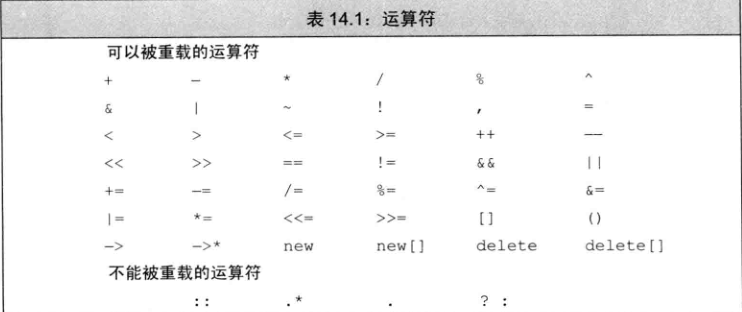 表 14.1：运算符
可以被重载的运算符
+ − * / % ^
& | ~ ! , =
< > <= >= ++ −−
<< >> == != && ||
+= −= /= %= ^= &=
|= *= <<= >>= [] ()
−> −>* new new[] delete delete[]
不能被重载的运算符
:: .* . ? :